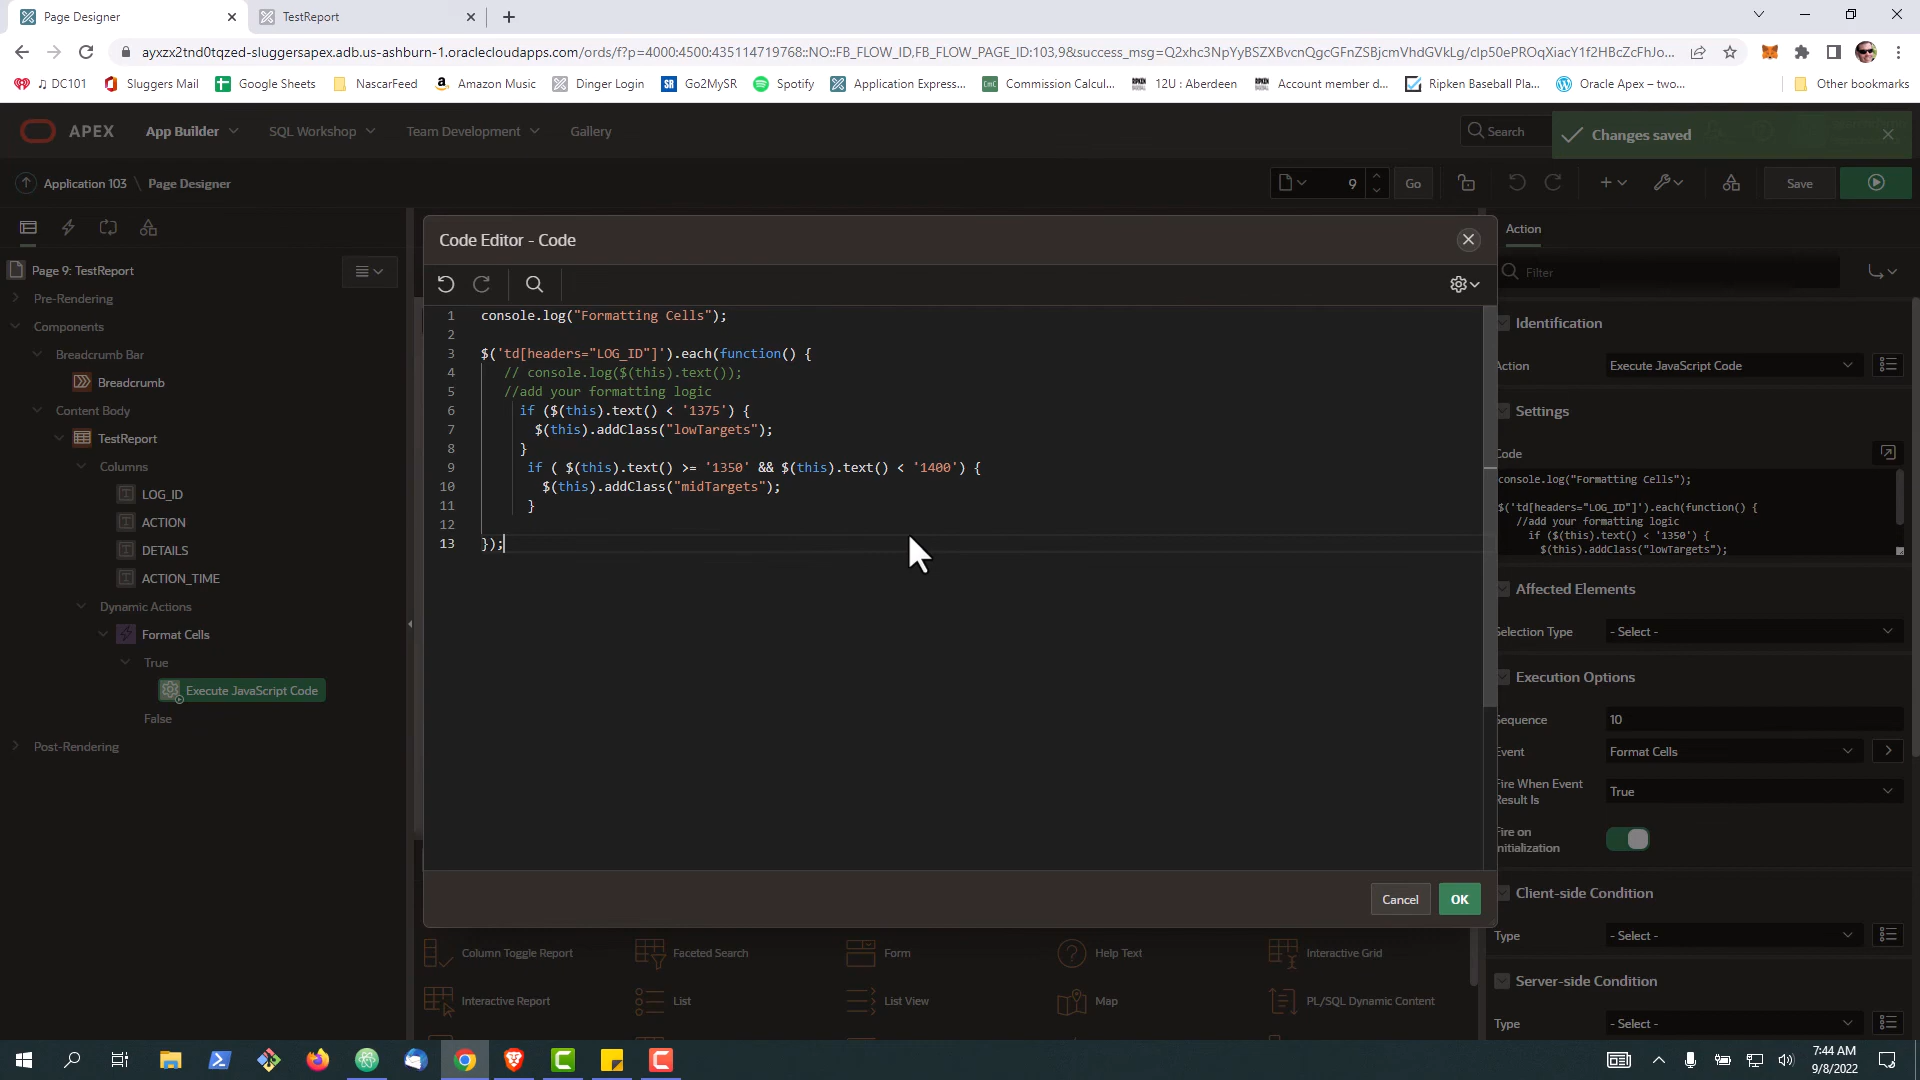 Page Designer
TestReport
ayxzx2tnd0tqzed-sluggersapex.adb.us-ashburn-1.oraclecloudapps.com/ords/f?p=4000:4500:435114719768::NO::FB_FLOW_ID,FB_FLOW_PAGE_ID:103,9&success_msg=Q2xhc3NpYyBSZXBvcnQgcGFnZSBjcmVhdGVkLg/clp50ePROqXiacY1f2HBcZcFhJo...
♫ DC101
Sluggers Mail
Google Sheets
NascarFeed
Amazon Music
Dinger Login
Go2MySR
Spotify
Application Express...
Commission Calcul...
12U : Aberdeen
Account member d...
Ripken Baseball Pla...
Oracle Apex – two...
Other bookmarks
APEX
App Builder
SQL Workshop
Team Development
Gallery
Search
Changes saved
Application 103 \ Page Designer
9
Go
Save
Page 9: TestReport
Pre-Rendering
Components
Breadcrumb Bar
Breadcrumb
Content Body
TestReport
Columns
LOG_ID
ACTION
DETAILS
ACTION_TIME
Dynamic Actions
Format Cells
True
Execute JavaScript Code
False
Post-Rendering
Code Editor - Code
1 console.log("Formatting Cells");
2
3 $('td[headers="LOG_ID"]').each(function() {
4 // console.log($(this).text());
5 //add your formatting logic
6 if ($(this).text() < '1375') {
7 $(this).addClass("lowTargets");
8 }
9 if ( $(this).text() >= '1350' && $(this).text() < '1400') {
10 $(this).addClass("midTargets");
11 }
12
13 });
Cancel
OK
Column Toggle Report
Faceted Search
Form
Help Text
Interactive Grid
Interactive Report
List
List View
Map
PL/SQL Dynamic Content
Action
Filter
Identification
Action
Execute JavaScript Code
Settings
Code
console.log("Formatting Cells");
$('td[headers="LOG_ID"]').each(function() {
//add your formatting logic
if ($(this).text() < '1350') {
$(this).addClass("lowTargets");
Affected Elements
Selection Type
- Select -
Execution Options
Sequence
10
Event
Format Cells
Fire When Event
Result Is
True
Fire on
Initialization
Client-side Condition
Type
- Select -
Server-side Condition
Type
- Select -
7:44 AM
9/8/2022